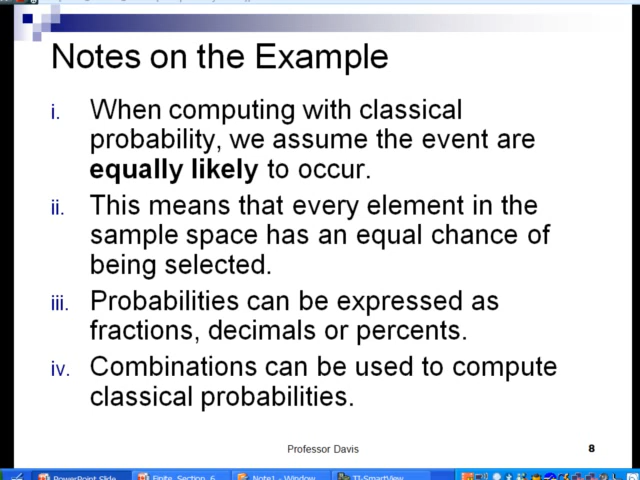 Notes on the Example
i. When computing with classical
probability, we assume the event are
equally likely to occur.
ii. This means that every element in the
sample space has an equal chance of
being selected.
iii. Probabilities can be expressed as
fractions, decimals or percents.
iv. Combinations can be used to compute
classical probabilities.
Professor Davis
8
PowerPoint Slide
Finite_Section_6
Note1 - Window
TI-SmartView